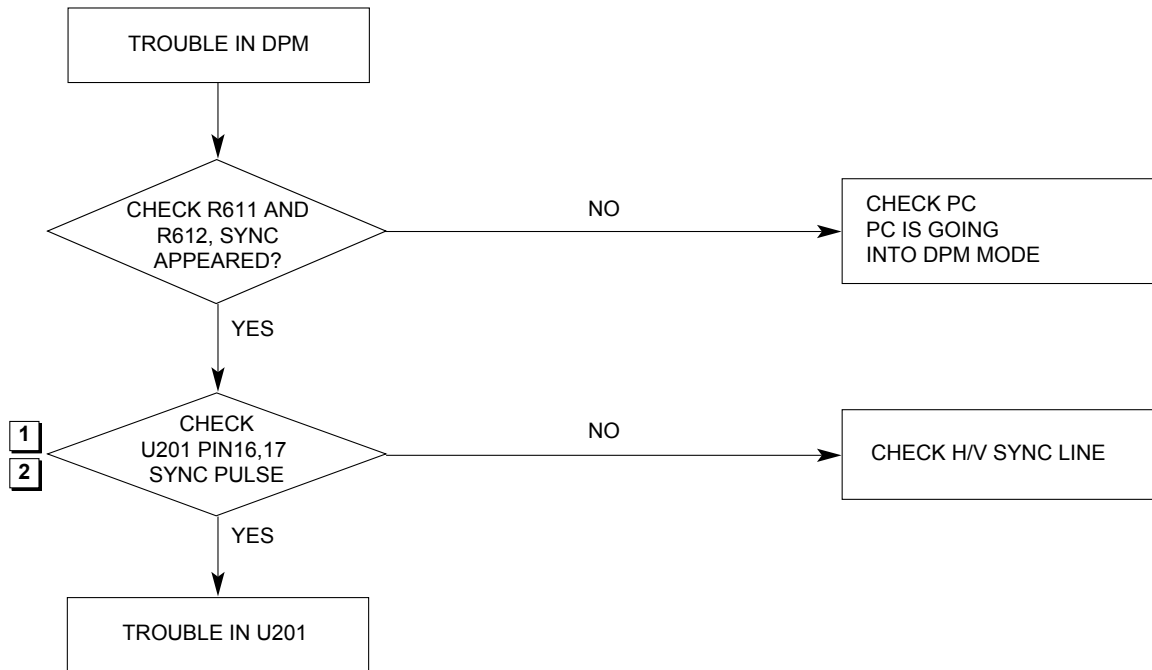 TROUBLE IN DPM
CHECK R611 AND
R612, SYNC
APPEARED?
NO
CHECK PC
PC IS GOING
INTO DPM MODE
YES
1
2
CHECK
U201 PIN16,17
SYNC PULSE
NO
CHECK H/V SYNC LINE
YES
TROUBLE IN U201